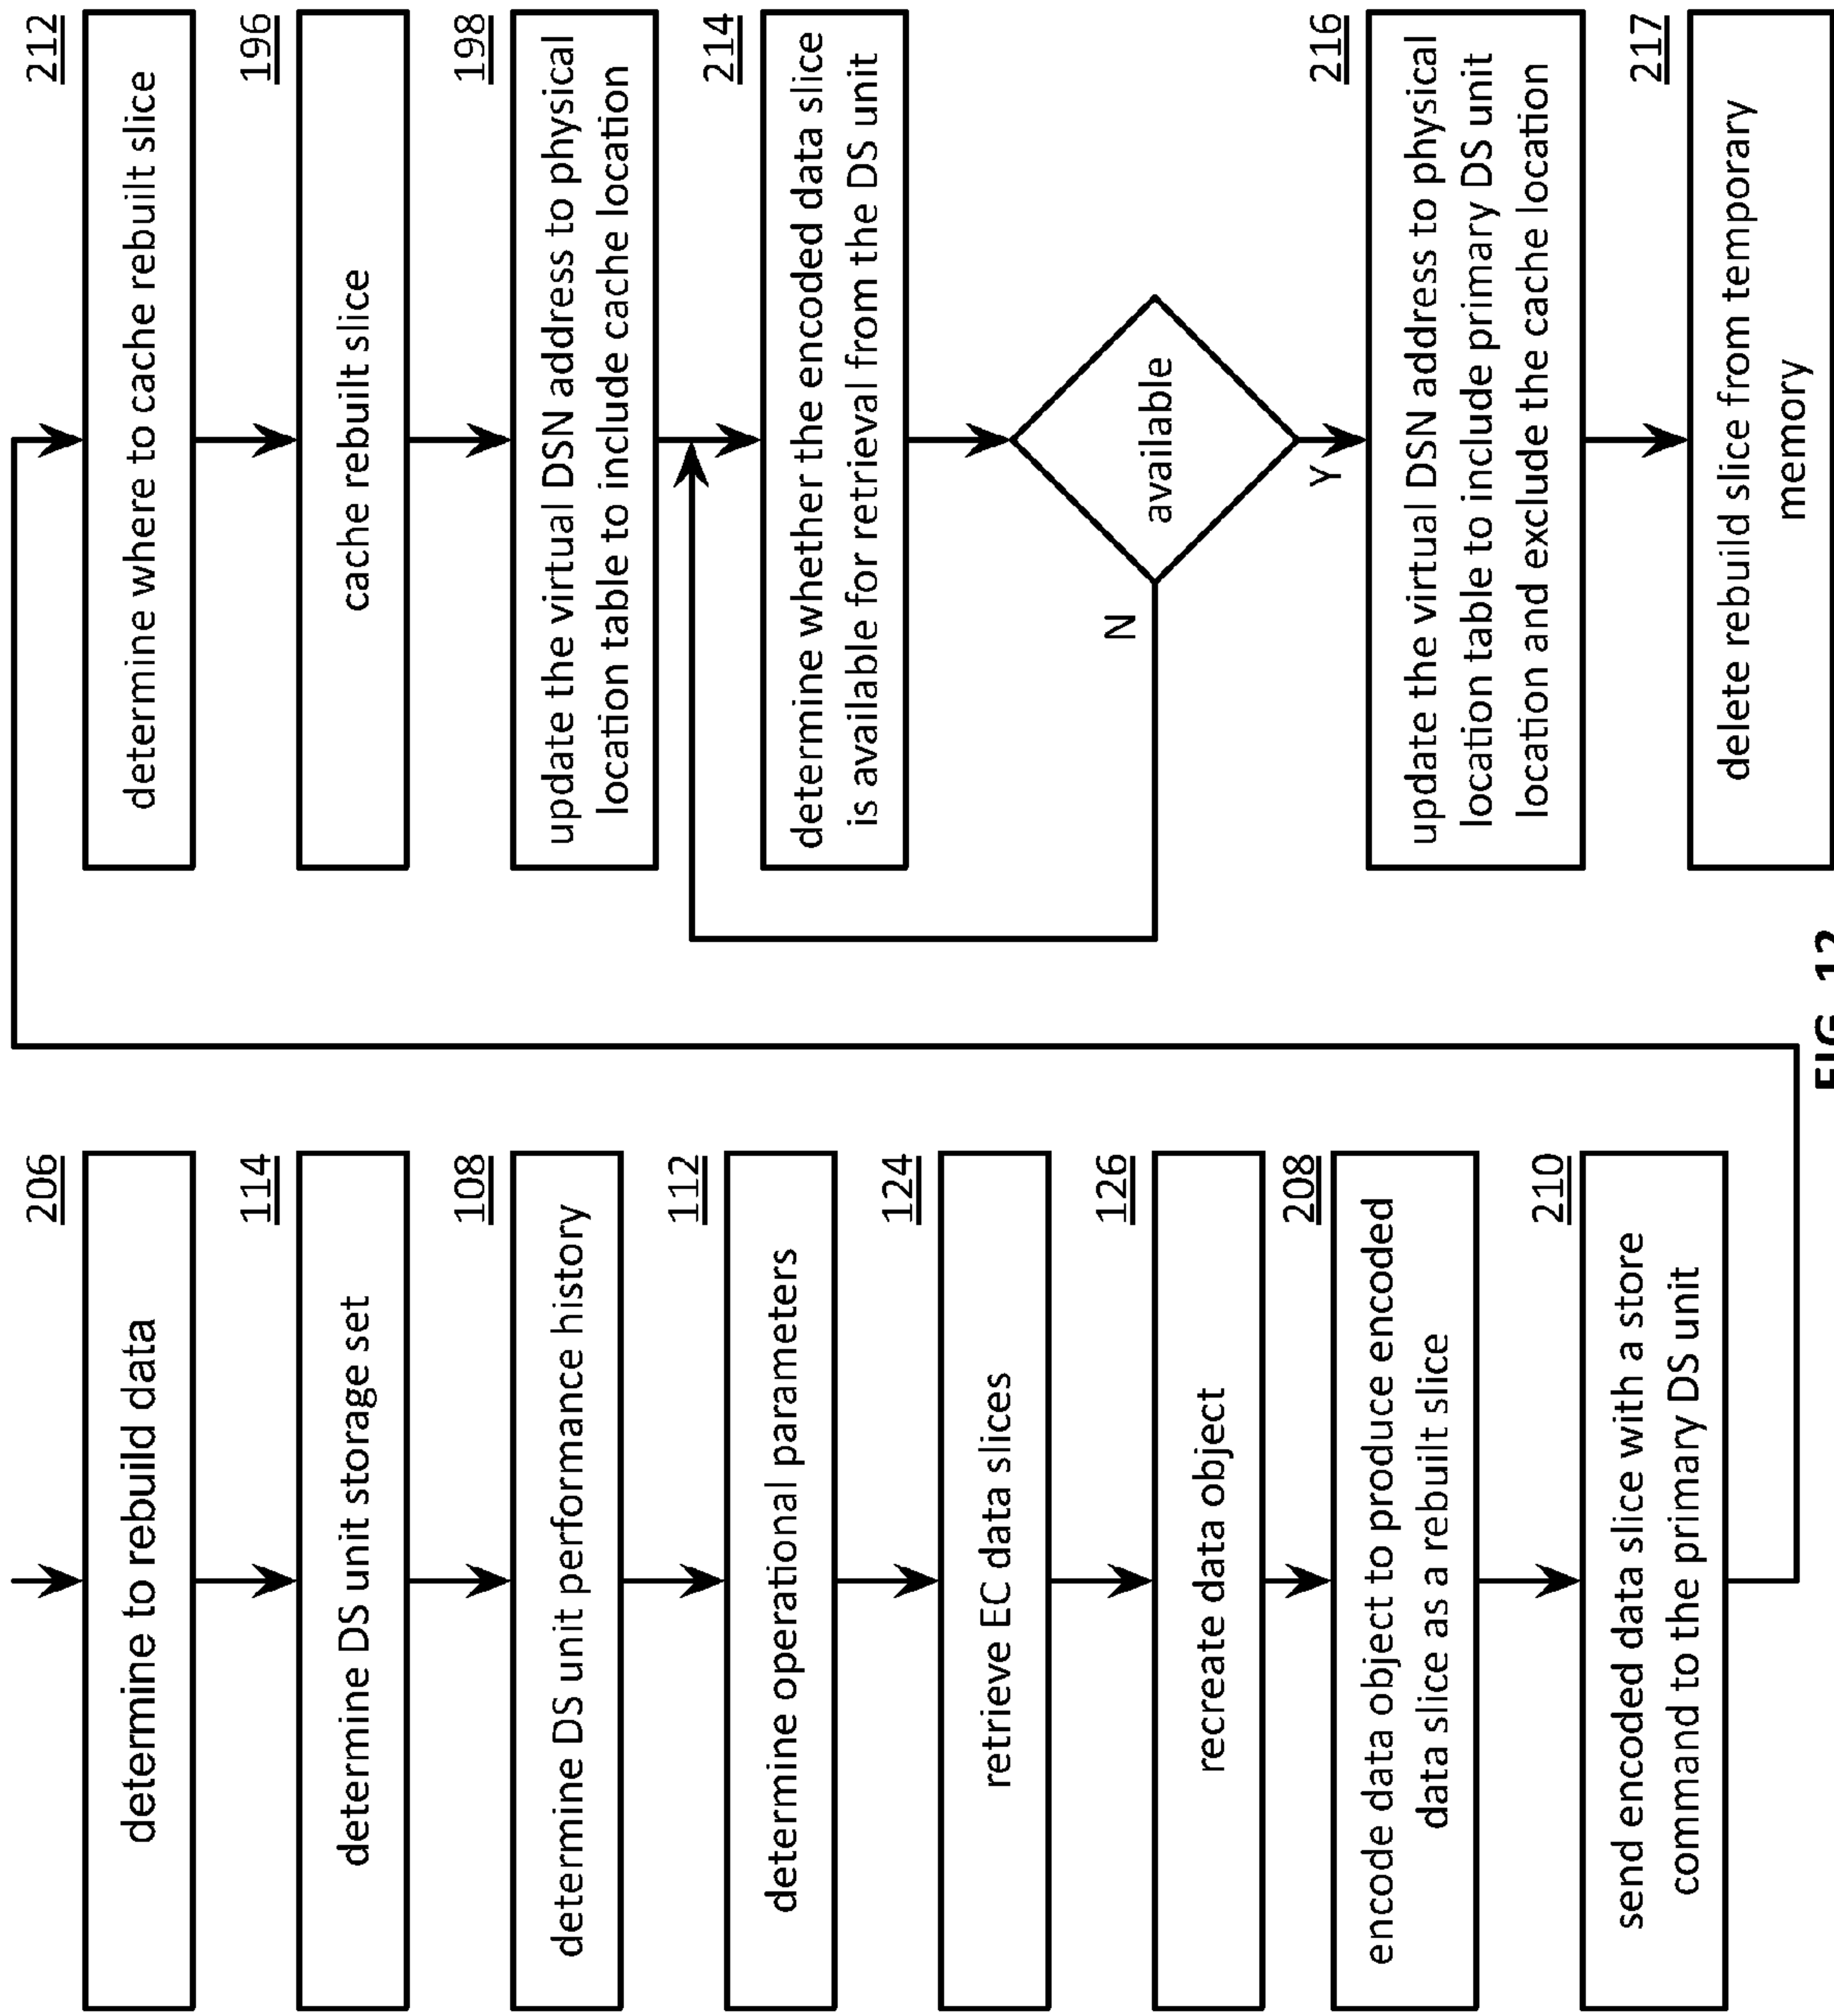 206
determine to rebuild data
114
determine DS unit storage set
108
determine DS unit performance history
112
determine operational parameters
124
retrieve EC data slices
126
recreate data object
208
encode data object to produce encoded
data slice as a rebuilt slice
210
send encoded data slice with a store
command to the primary DS unit
212
determine where to cache rebuilt slice
196
cache rebuilt slice
198
update the virtual DSN address to physical
location table to include cache location
214
determine whether the encoded data slice
is available for retrieval from the DS unit
available
N
Y
216
update the virtual DSN address to physical
location table to include primary DS unit
location and exclude the cache location
217
delete rebuild slice from temporary
memory
FIG. 12